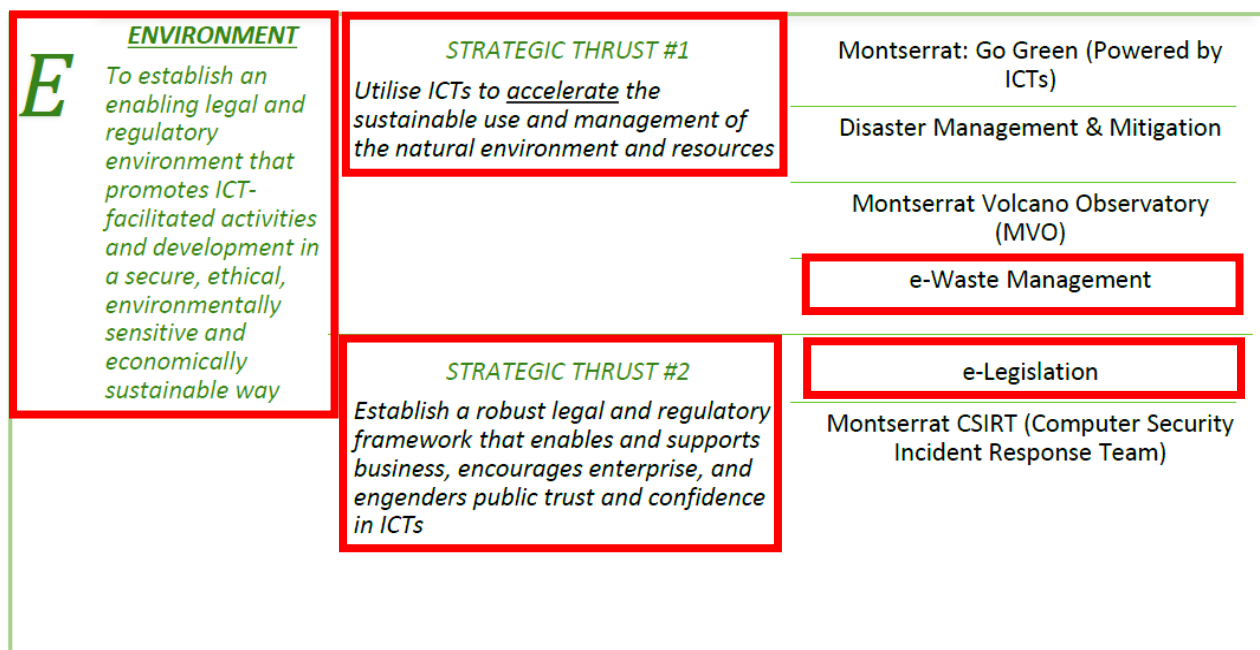 E
ENVIRONMENT
To establish an
enabling legal and
regulatory
environment that
promotes ICT-
facilitated activities
and development in
a secure, ethical,
environmentally
sensitive and
economically
sustainable way
STRATEGIC THRUST #1
Utilise ICTs to accelerate the
sustainable use and management of
the natural environment and resources
Montserrat: Go Green (Powered by
ICTs)
Disaster Management & Mitigation
Montserrat Volcano Observatory
(MVO)
e-Waste Management
STRATEGIC THRUST #2
Establish a robust legal and regulatory
framework that enables and supports
business, encourages enterprise, and
engenders public trust and confidence
in ICTs
e-Legislation
Montserrat CSIRT (Computer Security
Incident Response Team)